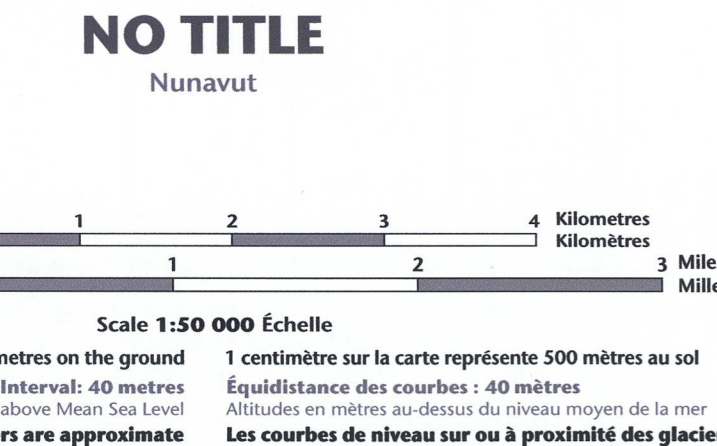 NO TITLE
Nunavut
1 2 3 4 Kilometres
Kilomètres
1 2 3 Mile
Mille
Scale 1:50 000 Échelle
metres on the ground 1 centimètre sur la carte représente 500 mètres au sol
Interval: 40 metres Équidistance des courbes : 40 mètres
above Mean Sea Level Altitudes en mètres au-dessus du niveau moyen de la mer
rs are approximate Les courbes de niveau sur ou à proximité des glacie